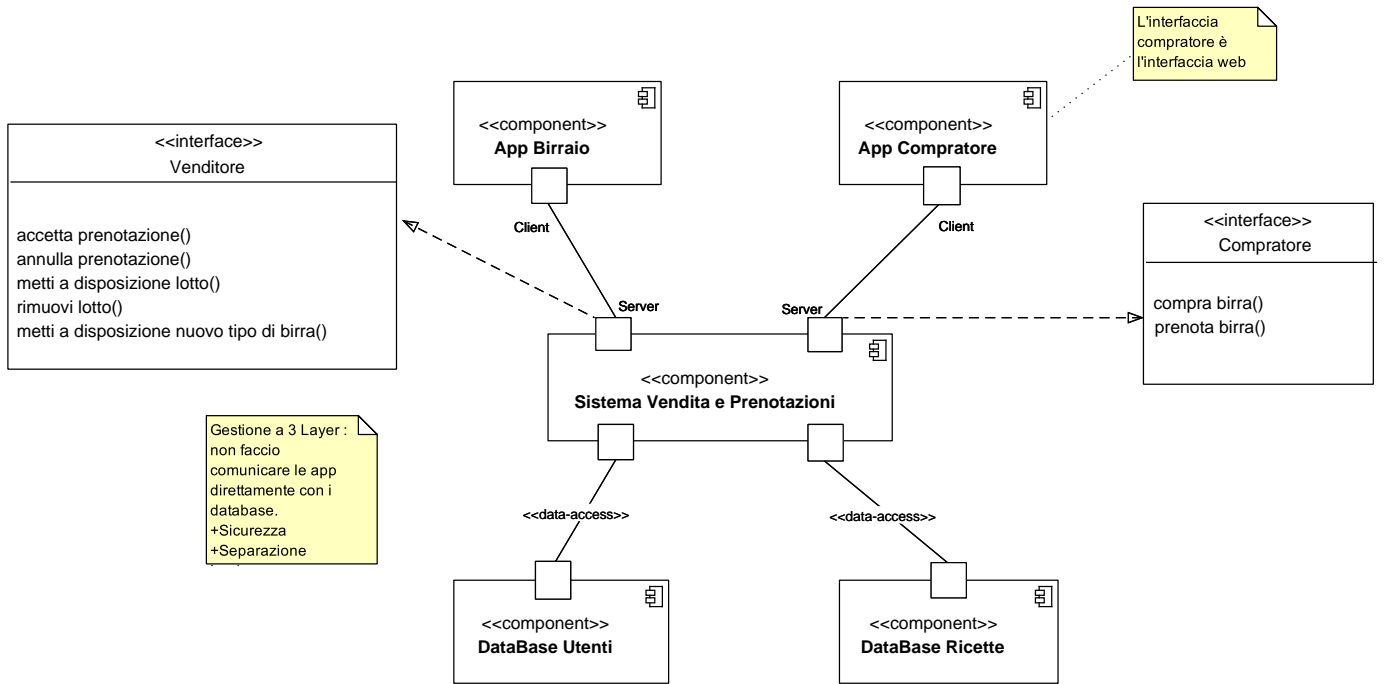 L'interfaccia
compratore è
l'interfaccia web
<<component>>
App Birraio
<<component>>
App Compratore
<<interface>>
Venditore
accetta prenotazione()
annulla prenotazione()
metti a disposizione lotto()
rimuovi lotto()
metti a disposizione nuovo tipo di birra()
Client
Client
<<interface>>
Compratore
compra birra()
prenota birra()
Server
Server
<<component>>
Sistema Vendita e Prenotazioni
Gestione a 3 Layer :
non faccio
comunicare le app
direttamente con i
database.
+Sicurezza
+Separazione
<<data-access>>
<<data-access>>
<<component>>
DataBase Utenti
<<component>>
DataBase Ricette